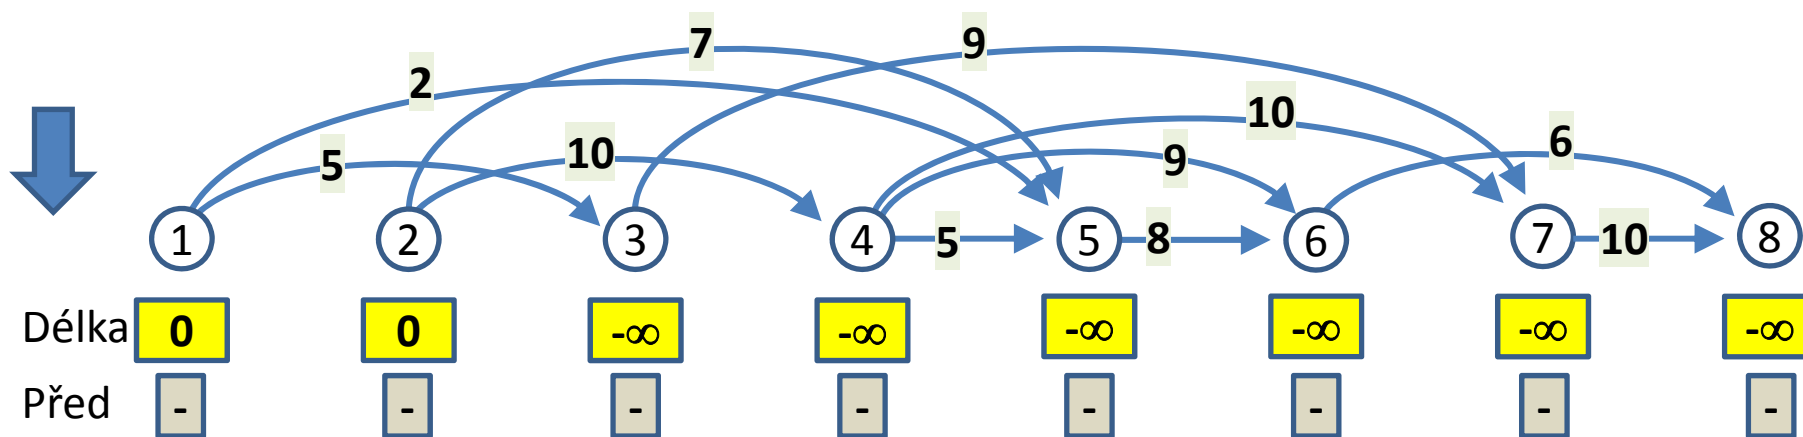 7 9
2
10
10 6
5 9
1 2 3 4 5 5 8 6 7 10 8
Délka 0 0 -∞ -∞ -∞ -∞ -∞ -∞
Před - - - - - - - -